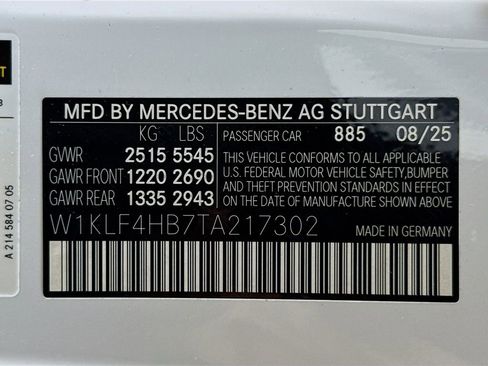 MFD BY MERCEDES-BENZ AG STUTTGART
KG LBS
PASSENGER CAR 885 08/25
GVWR 2515 5545
GAWR FRONT 1220 2690
GAWR REAR 1335 2943
THIS VEHICLE CONFORMS TO ALL APPLICABLE
U.S. FEDERAL MOTOR VEHICLE SAFETY,BUMPER
AND THEFT PREVENTION STANDARDS IN EFFECT
ON THE DATE OF MANUFACTURE SHOWN ABOVE.
W1KLF4HB7TA217302
MADE IN GERMANY
A 214 584 07 05